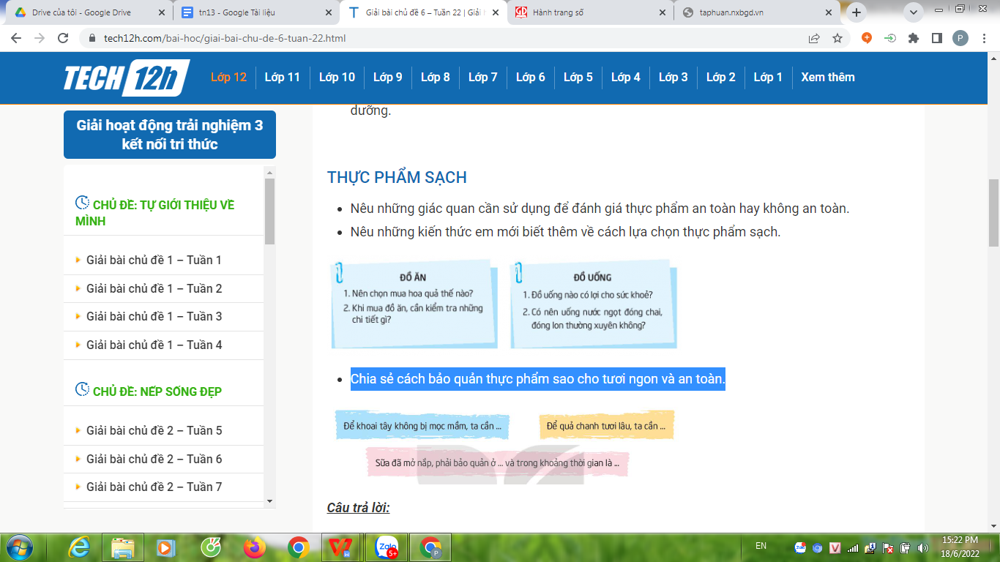 Drive của tôi - Google Drive
tn13 - Google Tài liệu
Giải bài chủ đề 6 – Tuần 22 | Giải
Hành trang số
taphuan.nxbgd.vn
tech12h.com/bai-hoc/giai-bai-chu-de-6-tuan-22.html
P
TECH 12h
Lớp 12
Lớp 11
Lớp 10
Lớp 9
Lớp 8
Lớp 7
Lớp 6
Lớp 5
Lớp 4
Lớp 3
Lớp 2
Lớp 1
Xem thêm
Giải hoạt động trải nghiệm 3
kết nối tri thức
CHỦ ĐỀ: TỰ GIỚI THIỆU VỀ
MÌNH
Giải bài chủ đề 1 – Tuần 1
Giải bài chủ đề 1 – Tuần 2
Giải bài chủ đề 1 – Tuần 3
Giải bài chủ đề 1 – Tuần 4
CHỦ ĐỀ: NẾP SỐNG ĐẸP
Giải bài chủ đề 2 – Tuần 5
Giải bài chủ đề 2 – Tuần 6
Giải bài chủ đề 2 – Tuần 7
dưỡng.
THỰC PHẨM SẠCH
Nêu những giác quan cần sử dụng để đánh giá thực phẩm an toàn hay không an toàn.
Nêu những kiến thức em mới biết thêm về cách lựa chọn thực phẩm sạch.
ĐỒ ĂN
1. Nên chọn mua hoa quả thế nào?
2. Khi mua đồ ăn, cần kiểm tra những
chi tiết gì?
ĐỒ UỐNG
1. Đồ uống nào có lợi cho sức khoẻ?
2. Có nên uống nước ngọt đóng chai,
đóng lon thường xuyên không?
Chia sẻ cách bảo quản thực phẩm sao cho tươi ngon và an toàn.
Để khoai tây không bị mọc mầm, ta cần ...
Để quả chanh tươi lâu, ta cần ...
Sữa đã mở nắp, phải bảo quản ở ... và trong khoảng thời gian là ...
Câu trả lời:
Zalo
5+
P
EN
Zalo
V
15:22 PM
18/6/2022